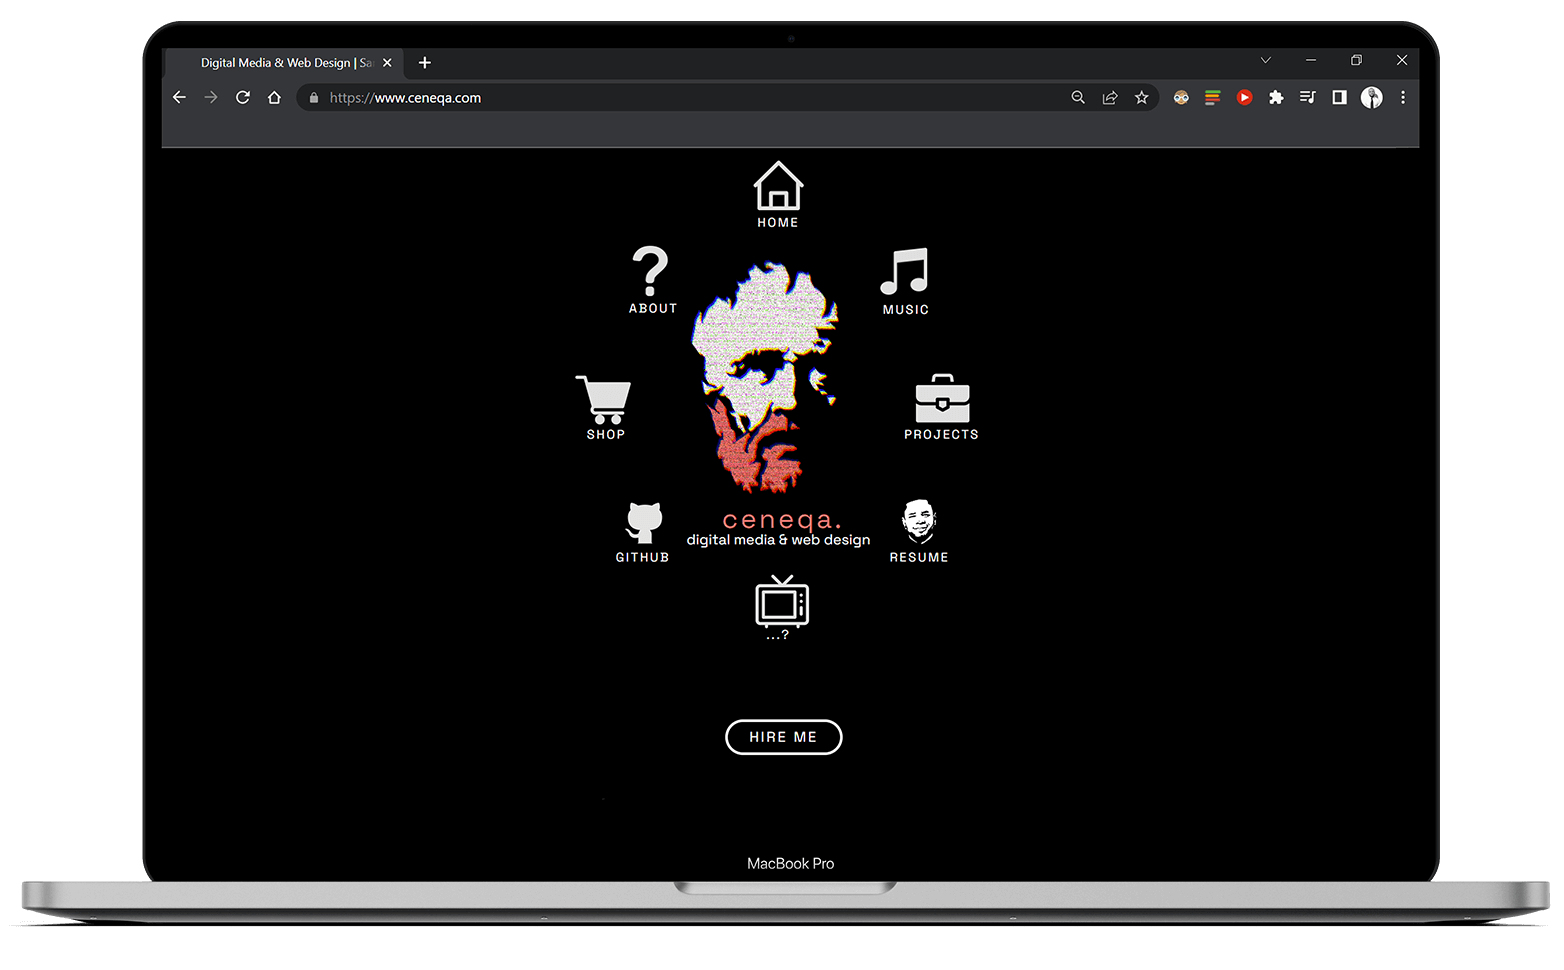 Digital Media & Web Design | Sa
https://www.ceneqa.com
HOME
ABOUT
MUSIC
SHOP
PROJECTS
ceneqa.
digital media & web design
GITHUB
RESUME
...?
HIRE ME
MacBook Pro